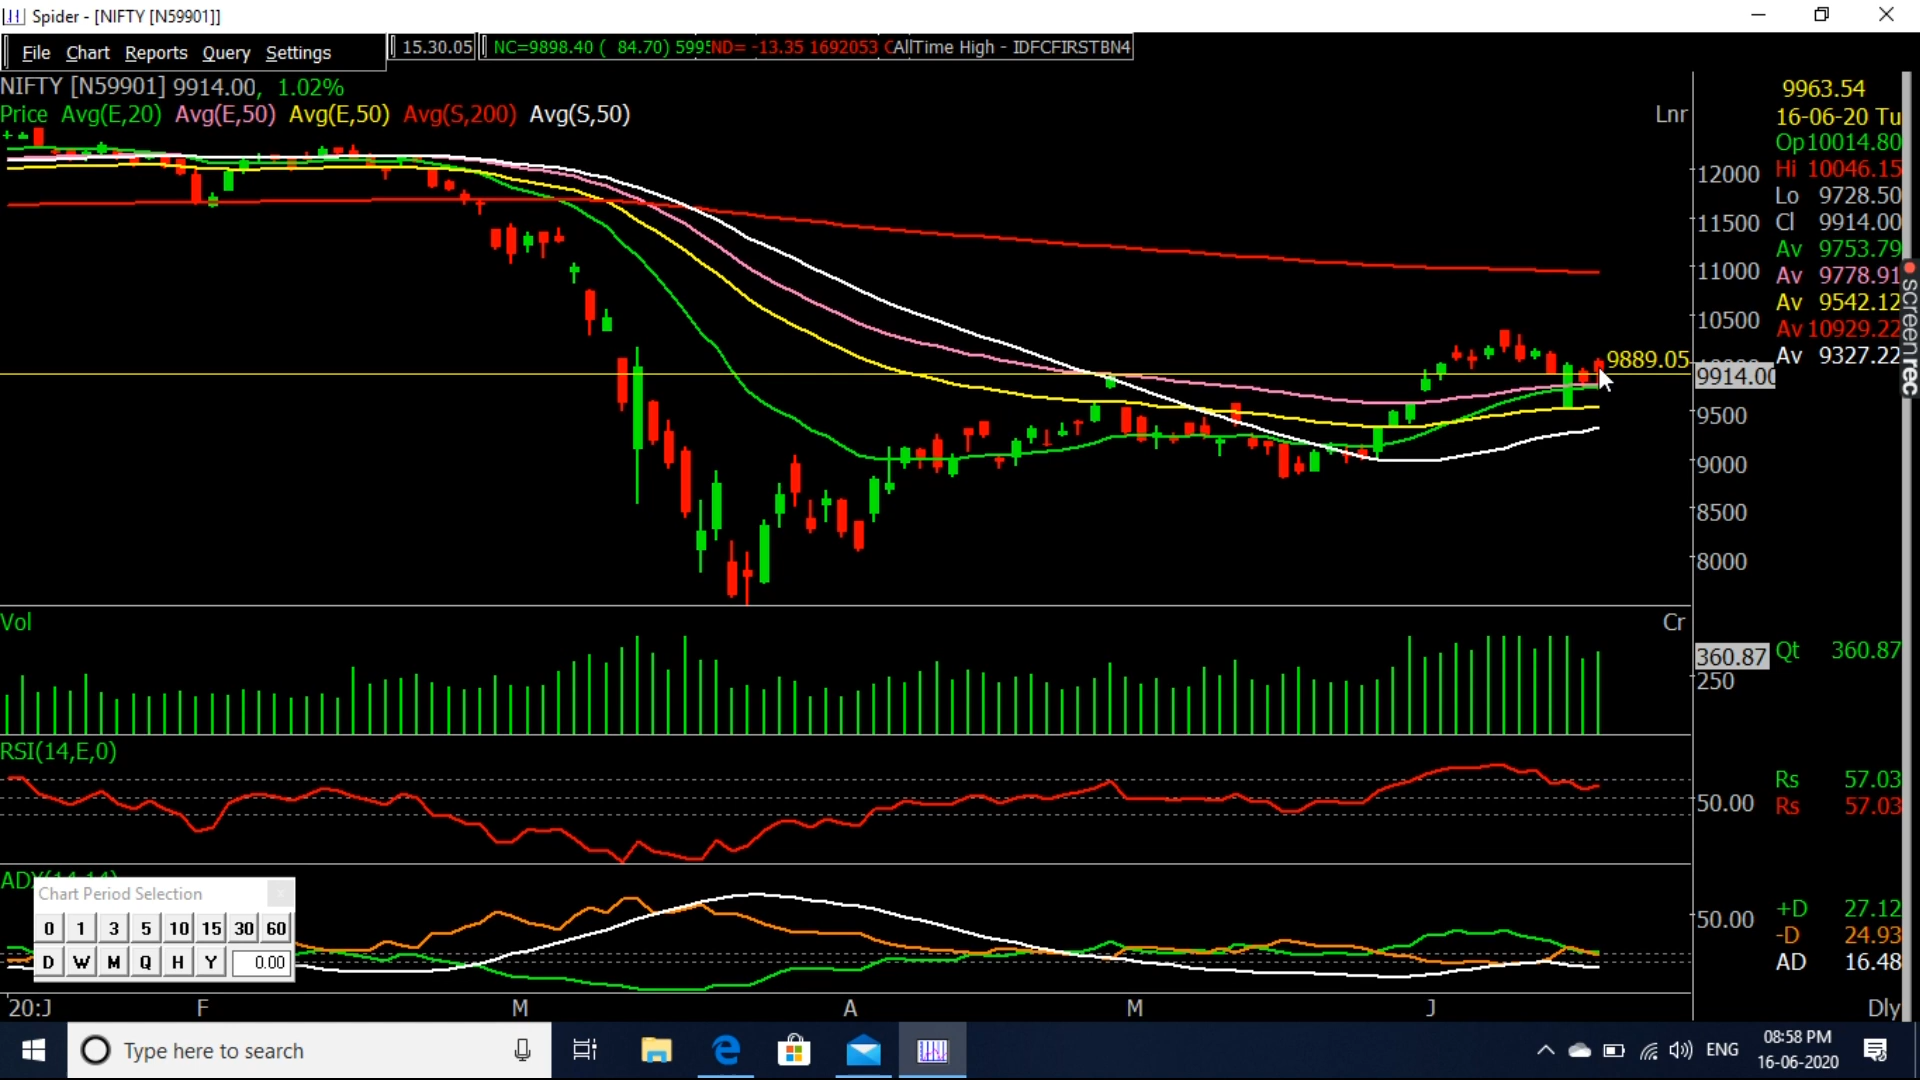 Spider - [NIFTY [N59901]]
File Chart Reports Query Settings
15.30.05
NC=9898.40 ( 84.70) 599
ND= -13.35 1692053
AllTime High - IDFCFIRSTBN4
NIFTY [N59901] 9914.00, 1.02%
Price Avg(E,20) Avg(E,50) Avg(E,50) Avg(S,200) Avg(S,50)
Lnr
12000
11500
11000
10500
9889.05
9914.00
9500
9000
8500
8000
9963.54
16-06-20 Tu
Op 10014.80
Hi 10046.15
Lo 9728.50
Cl 9914.00
Av 9753.79
Av 9778.91
Av 9542.12
Av 10929.22
Av 9327.22
screenrec
Vol
Cr
360.87
250
Qt 360.87
RSI(14,E,0)
50.00
Rs 57.03
Rs 57.03
ADX(14,14)
50.00
+D 27.12
-D 24.93
AD 16.48
Chart Period Selection
0 1 3 5 10 15 30 60
D W M Q H Y 0.00
20:J F M A M J Dly
Type here to search
ENG
08:58 PM
16-06-2020